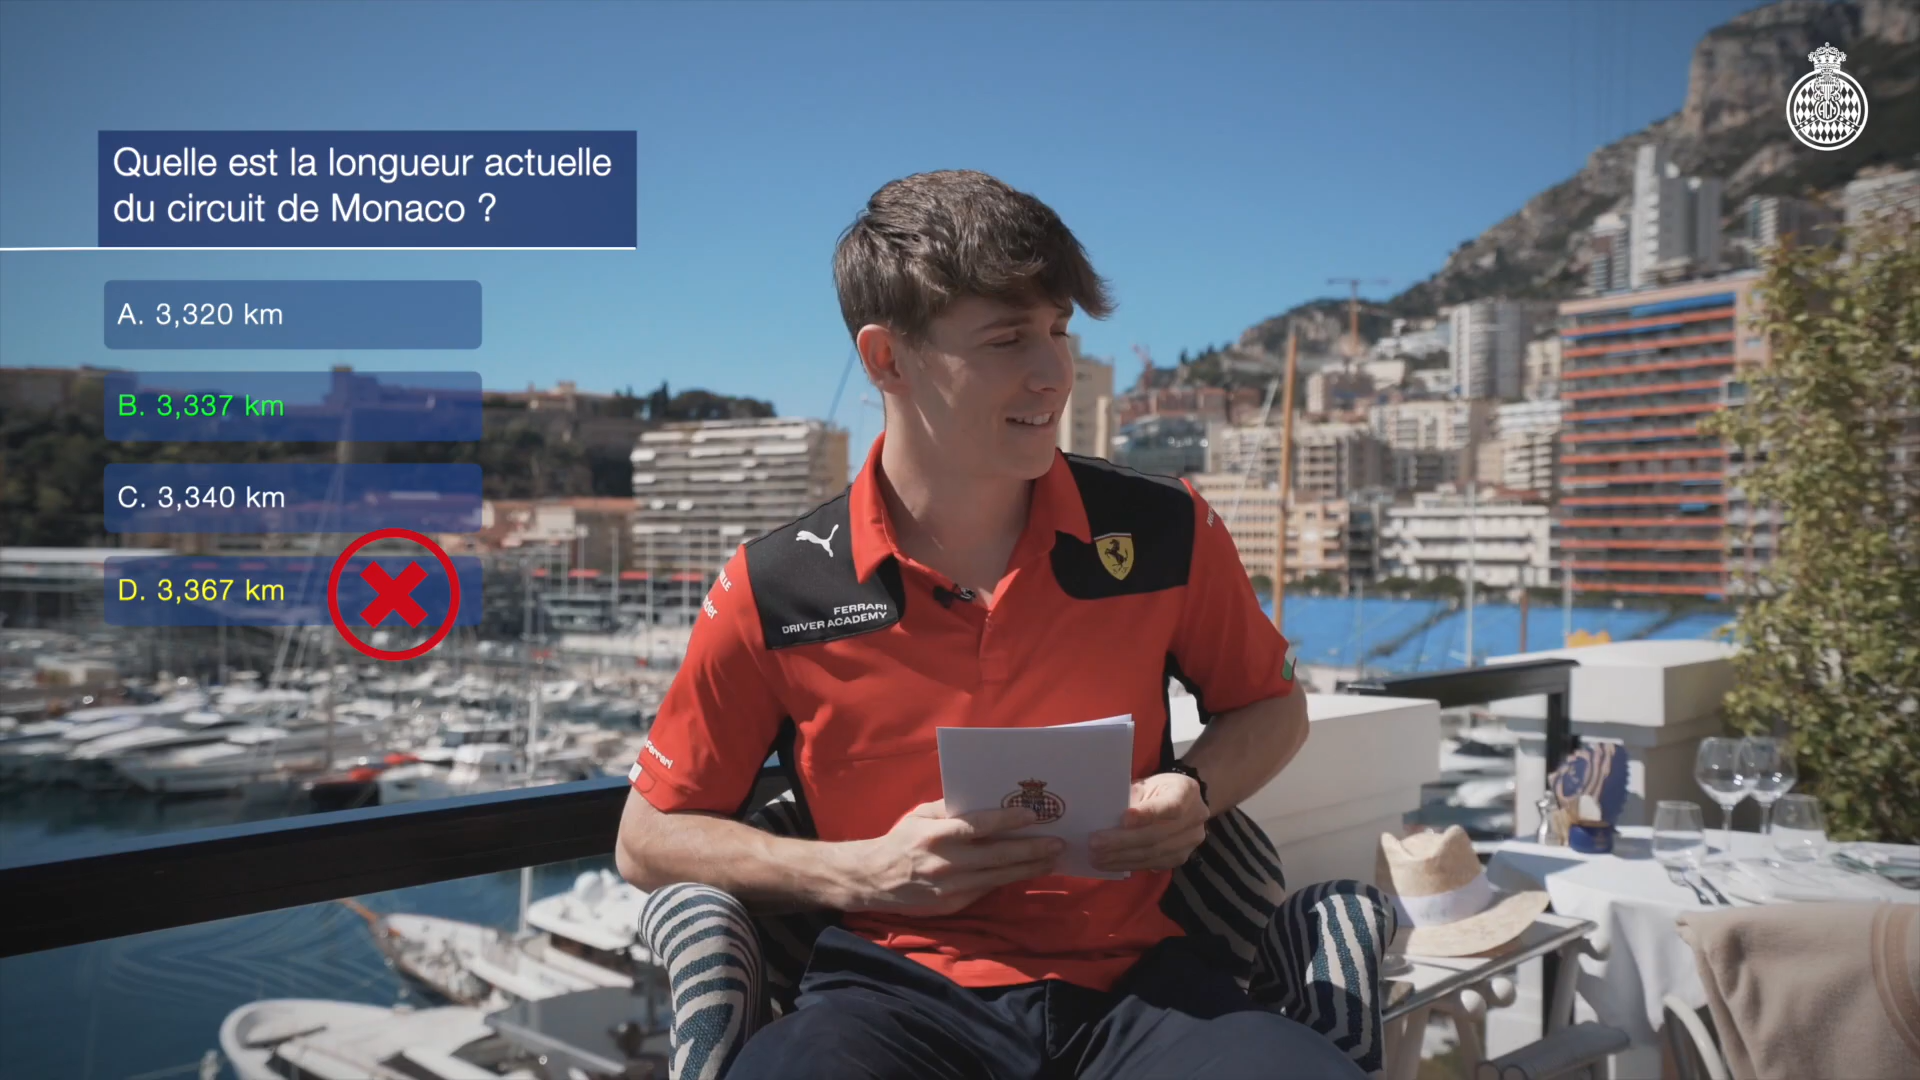 Quelle est la longueur actuelle
du circuit de Monaco ?
A. 3,320 km
B. 3,337 km
C. 3,340 km
D. 3,367 km
FERRARI
DRIVER ACADEMY